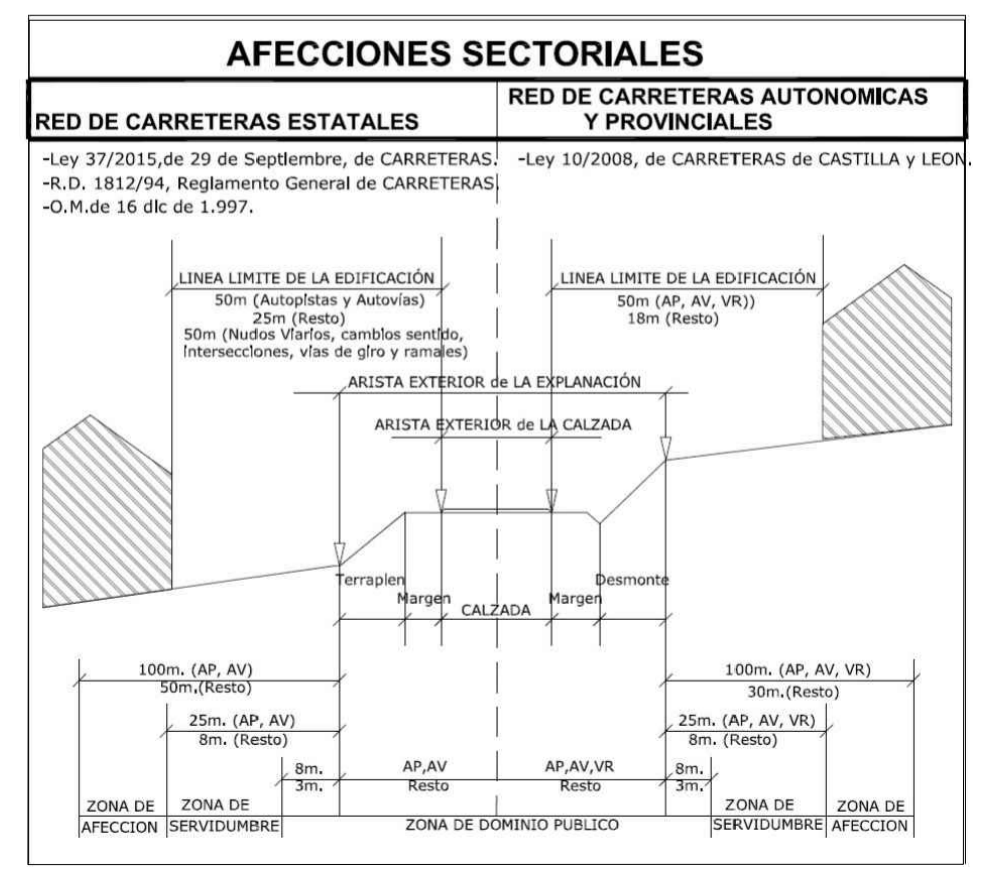 AFECCIONES SECTORIALES
RED DE CARRETERAS ESTATALES
RED DE CARRETERAS AUTONOMICAS
Y PROVINCIALES
-Ley 37/2015,de 29 de Septiembre, de CARRETERAS.
-R.D. 1812/94, Reglamento General de CARRETERAS
-O.M.de 16 dic de 1.997.
-Ley 10/2008, de CARRETERAS de CASTILLA y LEON.
LINEA LIMITE DE LA EDIFICACIÓN
50m (Autopistas y Autovías)
25m (Resto)
50m (Nudos Viarios, cambios sentido,
intersecciones, vias de giro y ramales)
LINEA LIMITE DE LA EDIFICACIÓN
50m (AP, AV, VR))
18m (Resto)
ARISTA EXTERIOR de LA EXPLANACIÓN
ARISTA EXTERIOR de LA CALZADA
Terraplen
Margen
CALZADA
Margen
Desmonte
100m. (AP, AV)
50m.(Resto)
100m. (AP, AV, VR)
30m.(Resto)
25m. (AP, AV)
8m. (Resto)
25m. (AP, AV, VR)
8m. (Resto)
8m.
3m.
AP,AV
Resto
AP,AV,VR
Resto
8m.
3m.
ZONA DE
AFECCION
ZONA DE
SERVIDUMBRE
ZONA DE DOMINIO PUBLICO
ZONA DE
SERVIDUMBRE
ZONA DE
AFECCION